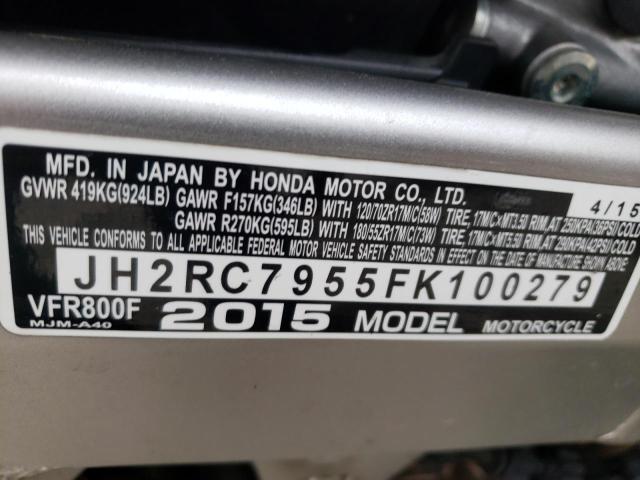 MFD. IN JAPAN BY HONDA MOTOR CO., LTD. 4/15
GVWR 419KG(924LB) GAWR F157KG(346LB) WITH 120/70ZR17M/C(58W) TIRE, 17M/C×MT3.50 RIM, AT 250KPA(36PSI)COLD
GAWR R270KG(595LB) WITH 180/55ZR17M/C(73W) TIRE, 17M/C×MT5.50 RIM, AT 290KPA(42PSI)COLD
THIS VEHICLE CONFORMS TO ALL APPLICABLE FEDERAL MOTOR VEHICLE SAFETY STANDARDS IN EFFECT ON THE DATE OF MANUFACTURE SHOWN ABOVE.
JH2RC7955FK100279
VFR800F 2015 MODEL MOTORCYCLE
MJM-A40